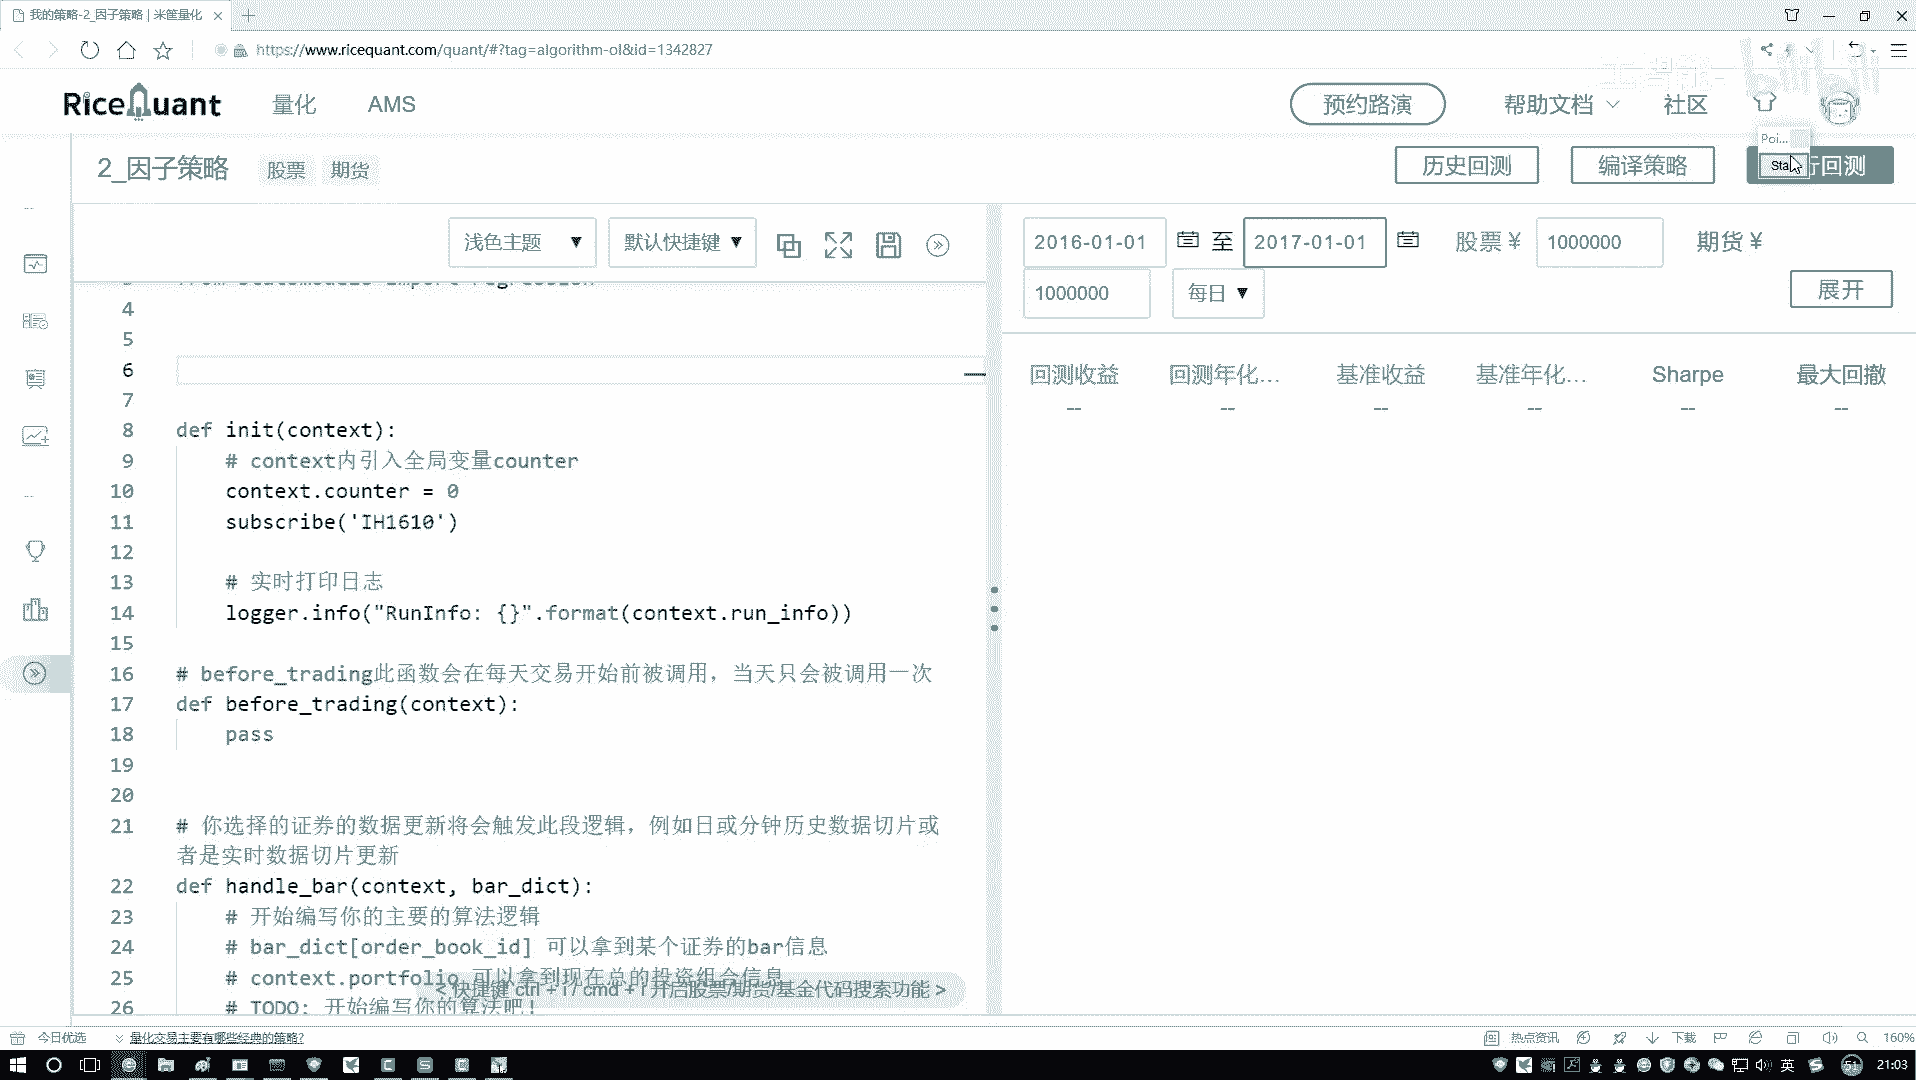 我的策略-2_因子策略 | 米筐量化
https://www.ricequant.com/quant/#?tag=algorithm-ol&id=1342827
RiceQuant 量化 AMS 预约路演 帮助文档 社区
Poi...
2_因子策略 股票 期货 历史回测 编译策略 Sta 行回测
浅色主题 ▼ 默认快捷键 ▼ 2016-01-01 至 2017-01-01 股票 ¥ 1000000 期货 ¥
1000000 每日 ▼ 展开
回测收益 回测年化... 基准收益 基准年化... Sharpe 最大回撤
-- -- -- -- -- --
3 from statsmodels import regression
4
5
6
7
8 def init(context):
9 # context内引入全局变量counter
10 context.counter = 0
11 subscribe('IH1610')
12
13 # 实时打印日志
14 logger.info("RunInfo: {}".format(context.run_info))
15
16 # before_trading此函数会在每天交易开始前被调用，当天只会被调用一次
17 def before_trading(context):
18 pass
19
20
21 # 你选择的证券的数据更新将会触发此段逻辑，例如日或分钟历史数据切片或
者是实时数据切片更新
22 def handle_bar(context, bar_dict):
23 # 开始编写你的主要的算法逻辑
24 # bar_dict[order_book_id] 可以拿到某个证券的bar信息
25 # context.portfolio 可以拿到现在总的投资组合信息
< 快捷键 ctrl + i / cmd + i 开启股票/期货/基金代码搜索功能 >
26 # TODO: 开始编写你的算法吧！
今日优选 量化交易主要有哪些经典的策略? 热点资讯 下载 160%
英 51 21:03